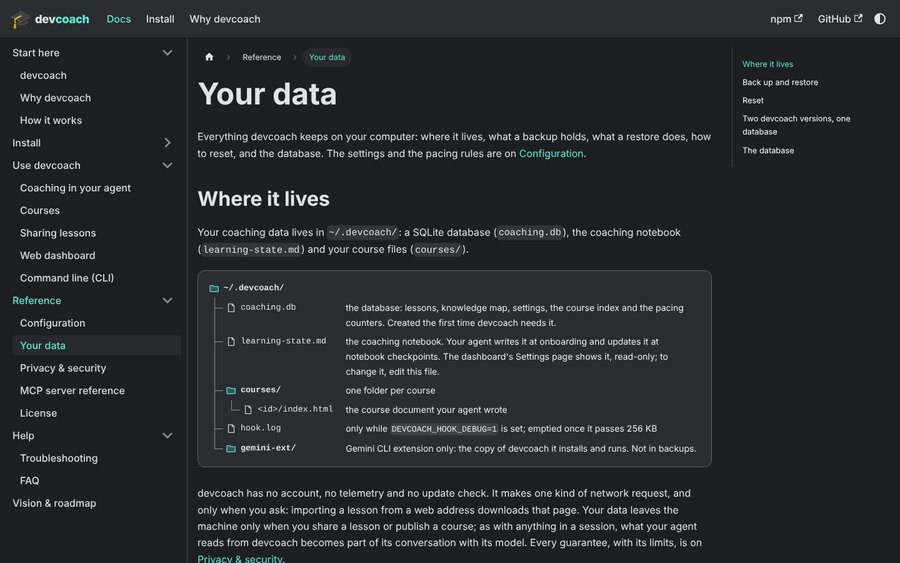 devcoach Docs Install Why devcoach npm GitHub
Start here
devcoach
Why devcoach
How it works
Install
Use devcoach
Coaching in your agent
Courses
Sharing lessons
Web dashboard
Command line (CLI)
Reference
Configuration
Your data
Privacy & security
MCP server reference
License
Help
Troubleshooting
FAQ
Vision & roadmap
Reference Your data
Your data
Everything devcoach keeps on your computer: where it lives, what a backup holds, what a restore does, how
to reset, and the database. The settings and the pacing rules are on Configuration.
Where it lives
Your coaching data lives in ~/.devcoach/: a SQLite database (coaching.db), the coaching notebook
(learning-state.md) and your course files (courses/).
~/.devcoach/
coaching.db the database: lessons, knowledge map, settings, the course index and the pacing
counters. Created the first time devcoach needs it.
learning-state.md the coaching notebook. Your agent writes it at onboarding and updates it at
notebook checkpoints. The dashboard's Settings page shows it, read-only; to
change it, edit this file.
courses/ one folder per course
<id>/index.html the course document your agent wrote
hook.log only while DEVCOACH_HOOK_DEBUG=1 is set; emptied once it passes 256 KB
gemini-ext/ Gemini CLI extension only: the copy of devcoach it installs and runs. Not in backups.
devcoach has no account, no telemetry and no update check. It makes one kind of network request, and
only when you ask: importing a lesson from a web address downloads that page. Your data leaves the
machine only when you share a lesson or publish a course; as with anything in a session, what your agent
reads from devcoach becomes part of its conversation with its model. Every guarantee, with its limits, is on
Privacy & security.
Where it lives
Back up and restore
Reset
Two devcoach versions, one
database
The database